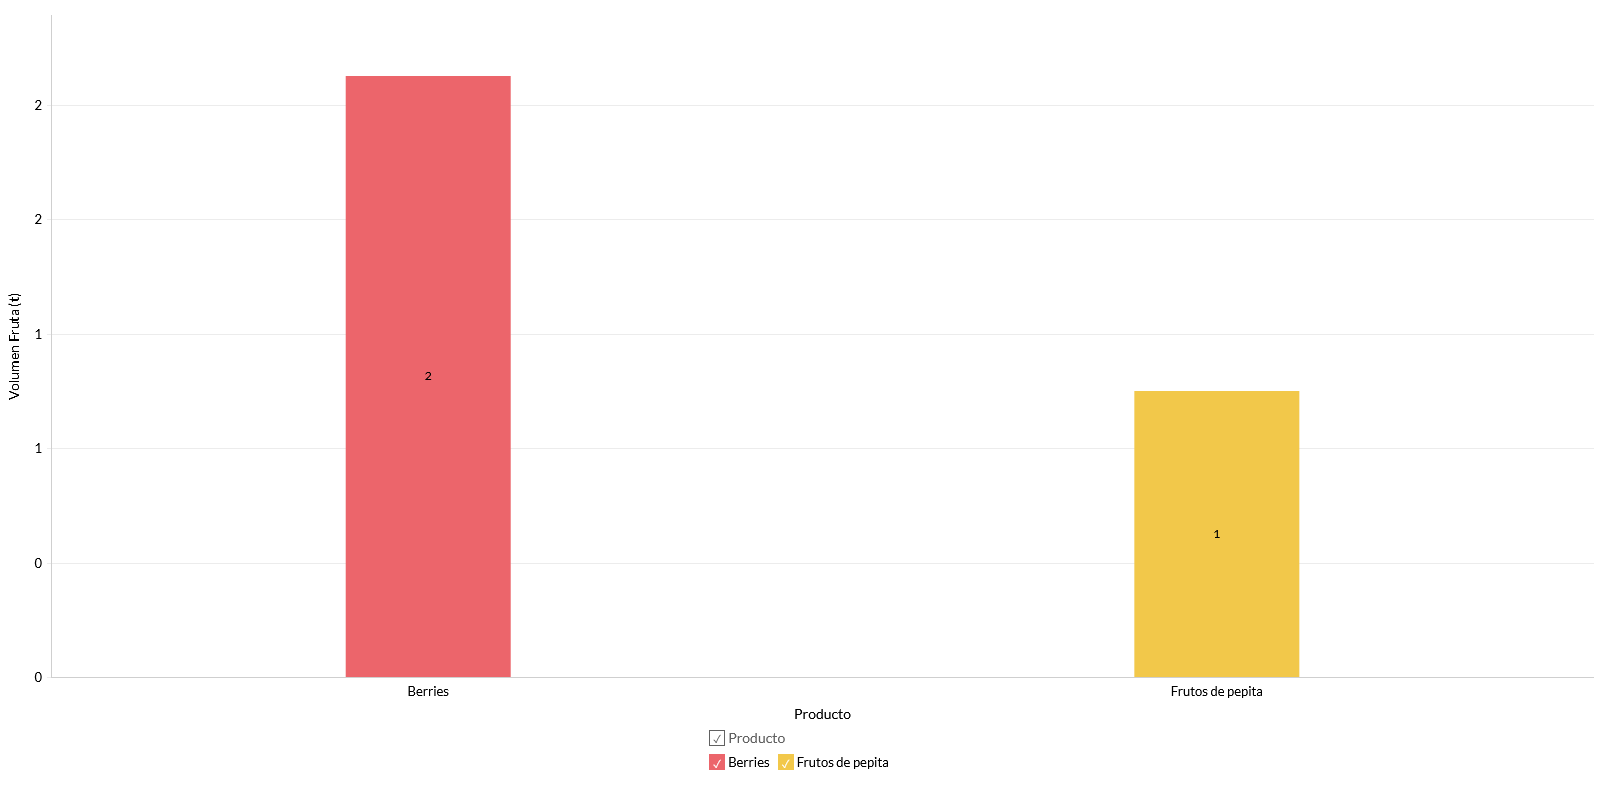 Volumen Fruta (t)
2
2
1
1
0
0
2
1
Berries
Frutos de pepita
Producto
Producto
Berries Frutos de pepita